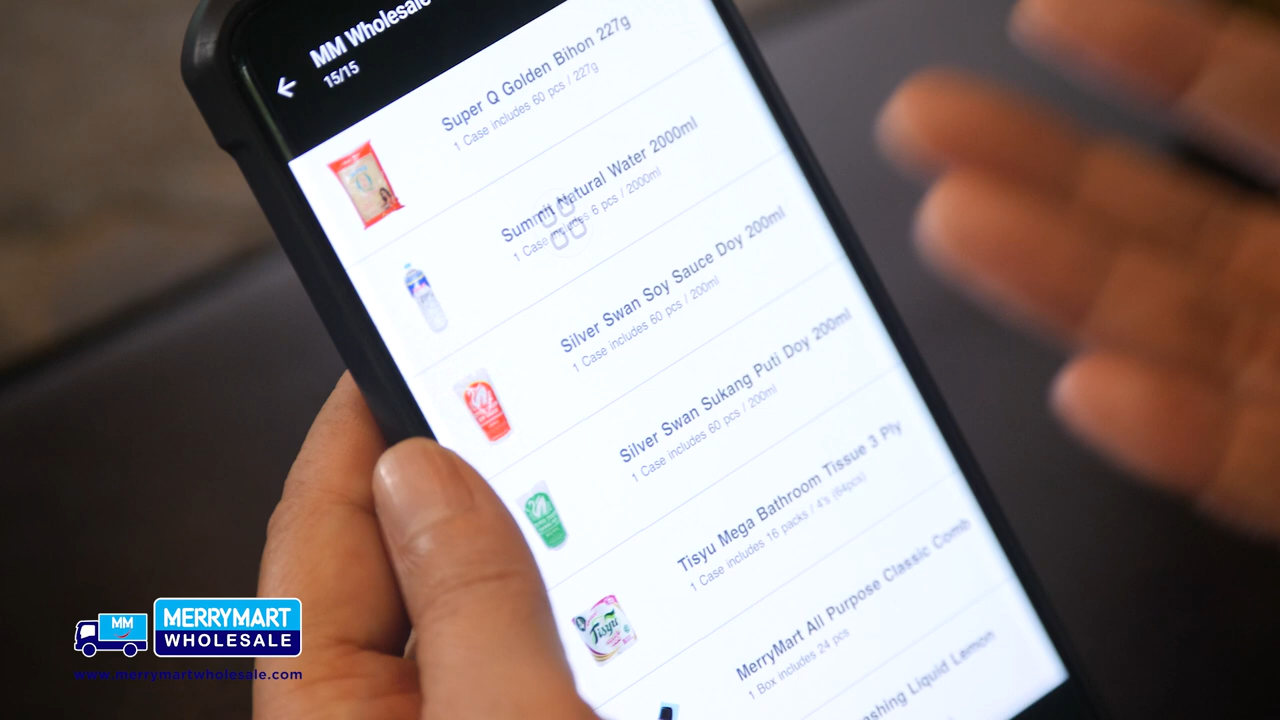 MM Wholesale
15/15
Super Q Golden Bihon 227g
1 Case includes 60 pcs / 227g
Summit Natural Water 2000ml
1 Case includes 6 pcs / 2000ml
Silver Swan Soy Sauce Doy 200ml
1 Case includes 60 pcs / 200ml
Silver Swan Sukang Puti Doy 200ml
1 Case includes 60 pcs / 200ml
Tisyu Mega Bathroom Tissue 3 Ply
1 Case includes 16 packs / 4's (64pcs)
Tisyu
MerryMart All Purpose Classic Comb
1 Box includes 24 pcs
Liquid Lemon
MM
MERRYMART
WHOLESALE
www.merrymartwholesale.com